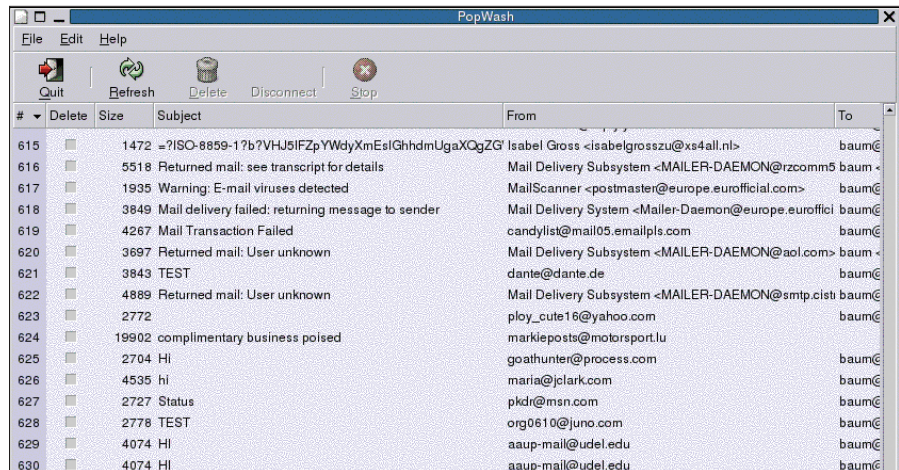 PopWash
File Edit Help
Quit Refresh Delete Disconnect Stop
# Delete Size Subject From To
615 1472 Isabel Gross <isabelgrosszu@xs4all.nl> baum@
616 5518 Returned mail: see transcript for details Mail Delivery Subsystem <MAILER-DAEMON@rzcomm5 baum <
617 1935 Warning: E-mail viruses detected MailScanner <postmaster@europe.eurofficial.com> baum@
618 3849 Mail delivery failed: returning message to sender Mail Delivery System <Mailer-Daemon@europe.euroffici baum@
619 4267 Mail Transaction Failed candylist@mail05.emailpls.com baum@
620 3697 Returned mail: User unknown Mail Delivery Subsystem <MAILER-DAEMON@aol.com> baum <
621 3843 TEST dante@dante.de baum@
622 4889 Returned mail: User unknown Mail Delivery Subsystem <MAILER-DAEMON@smtp.cisti baum@
623 2772 ploy_cute16@yahoo.com baum@
624 19902 complimentary business poised markieposts@motorsport.lu
625 2704 Hi goathunter@process.com baum@
626 4535 hi maria@jclark.com baum@
627 2727 Status pkdr@msn.com baum@
628 2778 TEST org0610@juno.com baum@
629 4074 HI aaup-mail@udel.edu baum@
630 4074 HI aaup-mail@udel.edu baum@